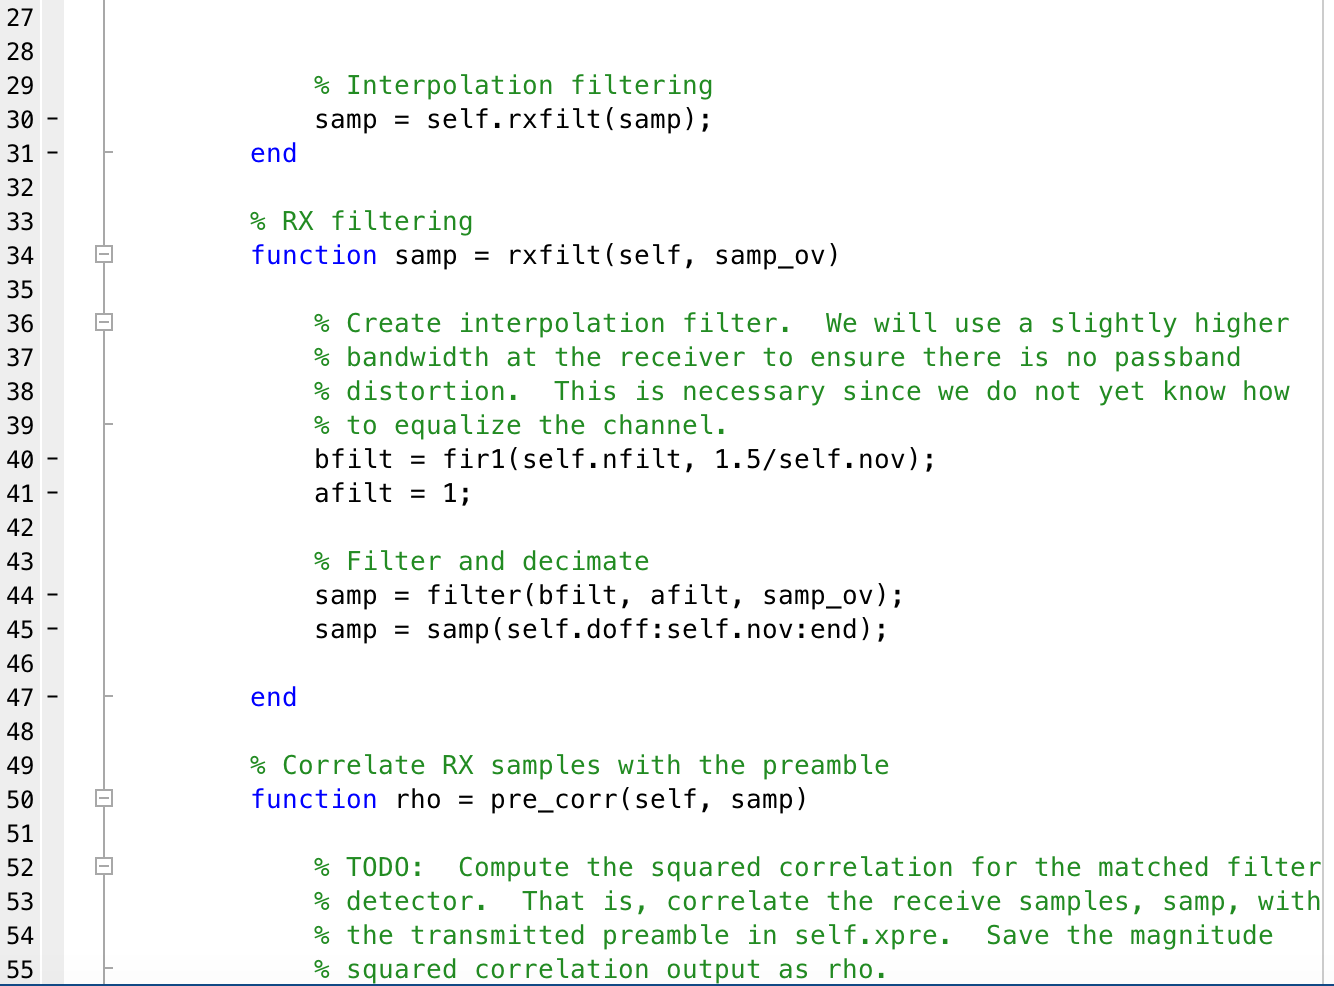 27
28
29 % Interpolation filtering
30 - samp = self.rxfilt(samp);
31 - end
32
33 % RX filtering
34 function samp = rxfilt(self, samp_ov)
35
36 % Create interpolation filter.  We will use a slightly higher
37 % bandwidth at the receiver to ensure there is no passband
38 % distortion.  This is necessary since we do not yet know how
39 % to equalize the channel.
40 - bfilt = fir1(self.nfilt, 1.5/self.nov);
41 - afilt = 1;
42
43 % Filter and decimate
44 - samp = filter(bfilt, afilt, samp_ov);
45 - samp = samp(self.doff:self.nov:end);
46
47 - end
48
49 % Correlate RX samples with the preamble
50 function rho = pre_corr(self, samp)
51
52 % TODO:  Compute the squared correlation for the matched filter
53 % detector.  That is, correlate the receive samples, samp, with
54 % the transmitted preamble in self.xpre.  Save the magnitude
55 % squared correlation output as rho.